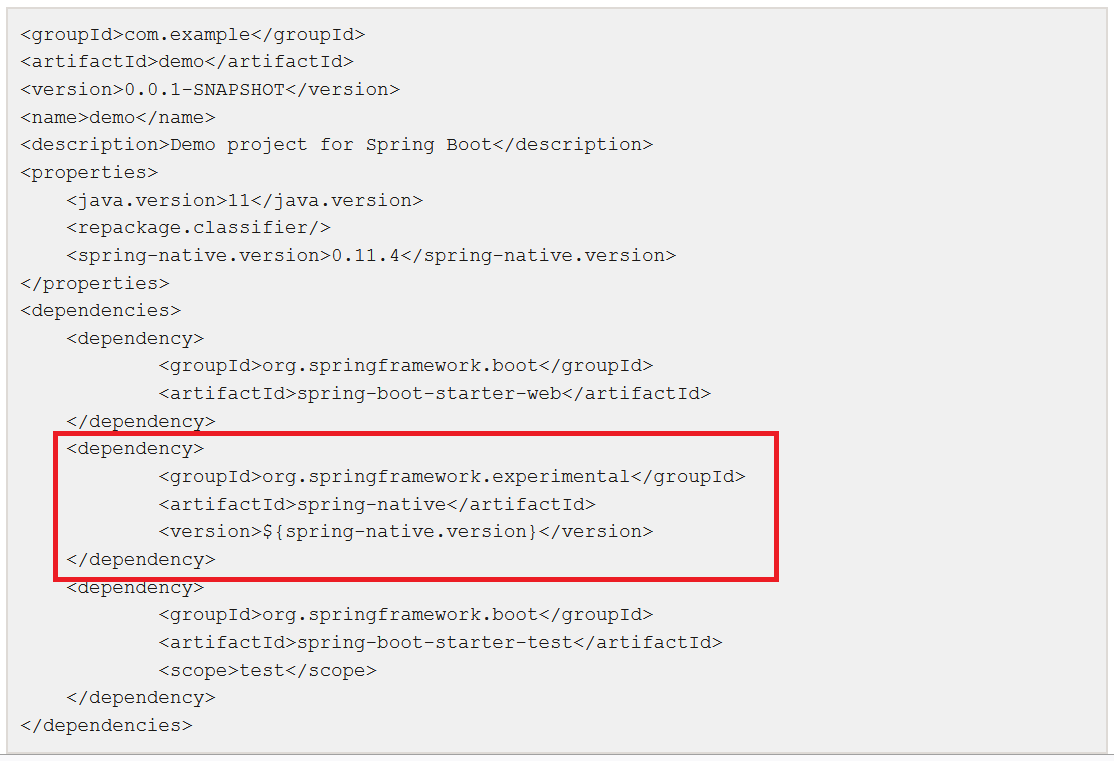 <groupId>com.example</groupId>
<artifactId>demo</artifactId>
<version>0.0.1-SNAPSHOT</version>
<name>demo</name>
<description>Demo project for Spring Boot</description>
<properties>
    <java.version>11</java.version>
    <repackage.classifier/>
    <spring-native.version>0.11.4</spring-native.version>
</properties>
<dependencies>
    <dependency>
            <groupId>org.springframework.boot</groupId>
            <artifactId>spring-boot-starter-web</artifactId>
    </dependency>
    <dependency>
            <groupId>org.springframework.experimental</groupId>
            <artifactId>spring-native</artifactId>
            <version>${spring-native.version}</version>
    </dependency>
    <dependency>
            <groupId>org.springframework.boot</groupId>
            <artifactId>spring-boot-starter-test</artifactId>
            <scope>test</scope>
    </dependency>
</dependencies>